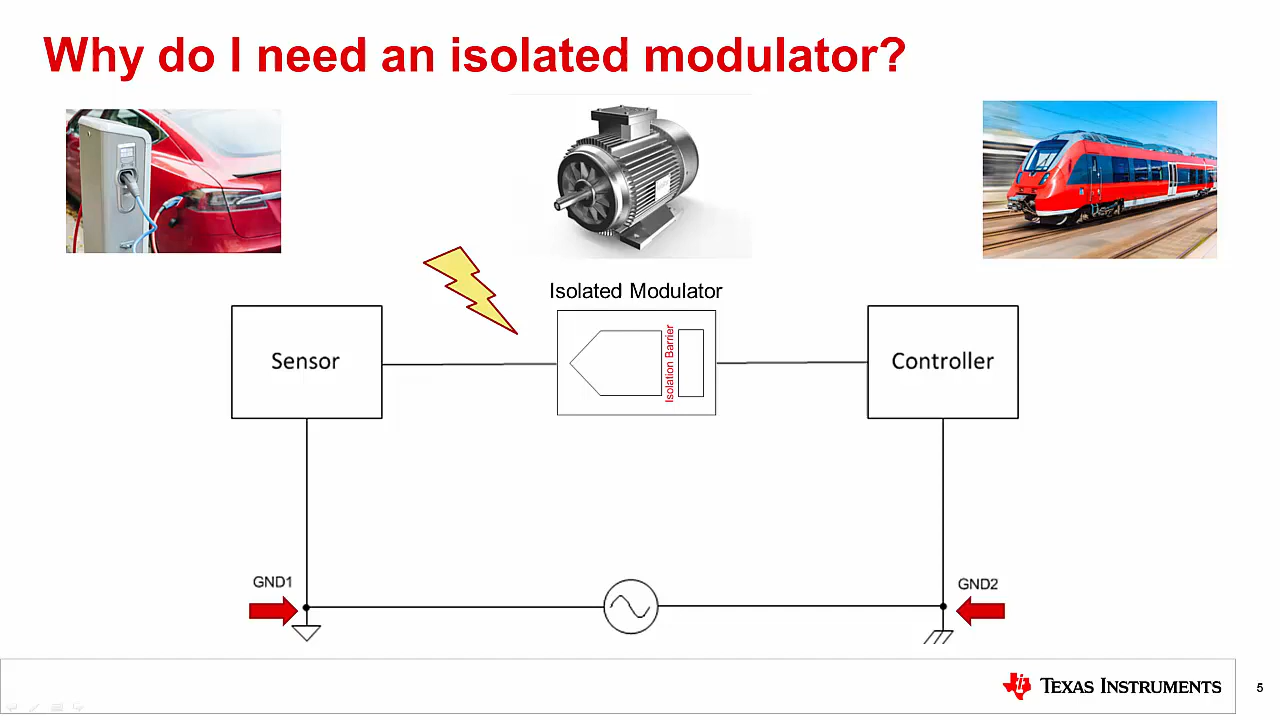 Why do I need an isolated modulator?
Isolated Modulator
Sensor
Isolation Barrier
Controller
GND1
GND2
TEXAS INSTRUMENTS
5